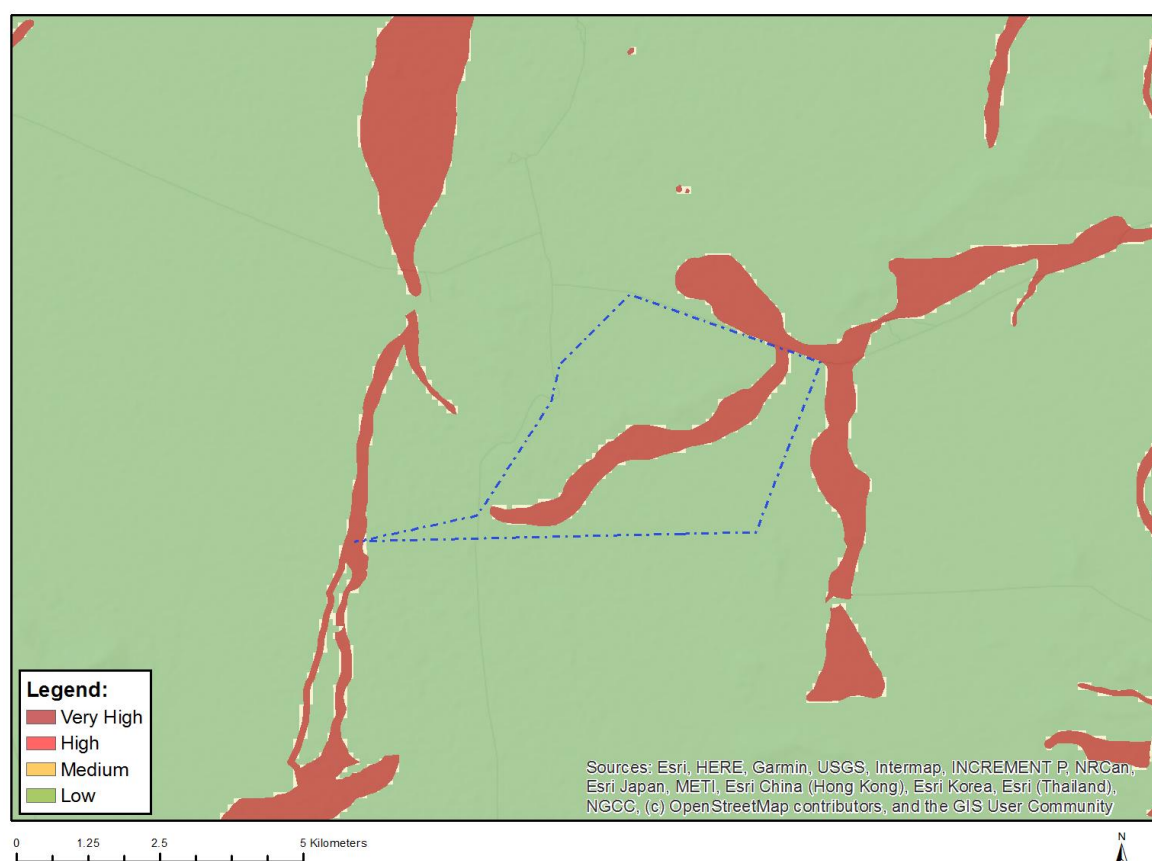 Legend:
Very High
High
Medium
Low
Sources: Esri, HERE, Garmin, USGS, Intermap, INCREMENT P, NRCan,
Esri Japan, METI, Esri China (Hong Kong), Esri Korea, Esri (Thailand),
NGCC, (c) OpenStreetMap contributors, and the GIS User Community
0 1.25 2.5 5 Kilometers
N